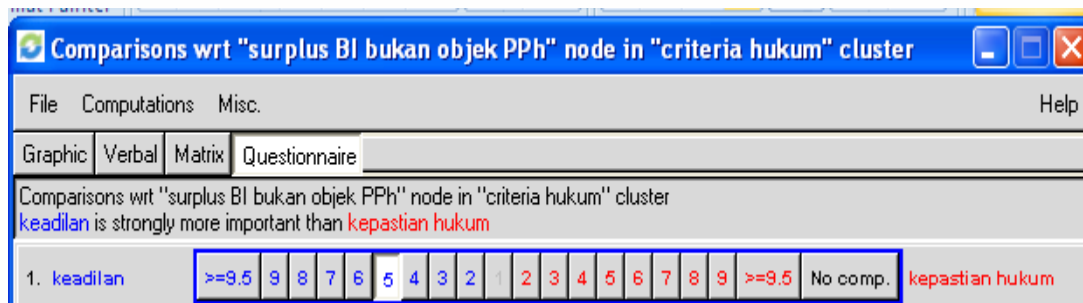 Comparisons wrt "surplus BI bukan objek PPh" node in "criteria hukum" cluster
File Computations Misc. Help
Graphic Verbal Matrix Questionnaire
Comparisons wrt "surplus BI bukan objek PPh" node in "criteria hukum" cluster
keadilan is strongly more important than kepastian hukum
1. keadilan >=9.5 9 8 7 6 5 4 3 2 1 2 3 4 5 6 7 8 9 >=9.5 No comp. kepastian hukum